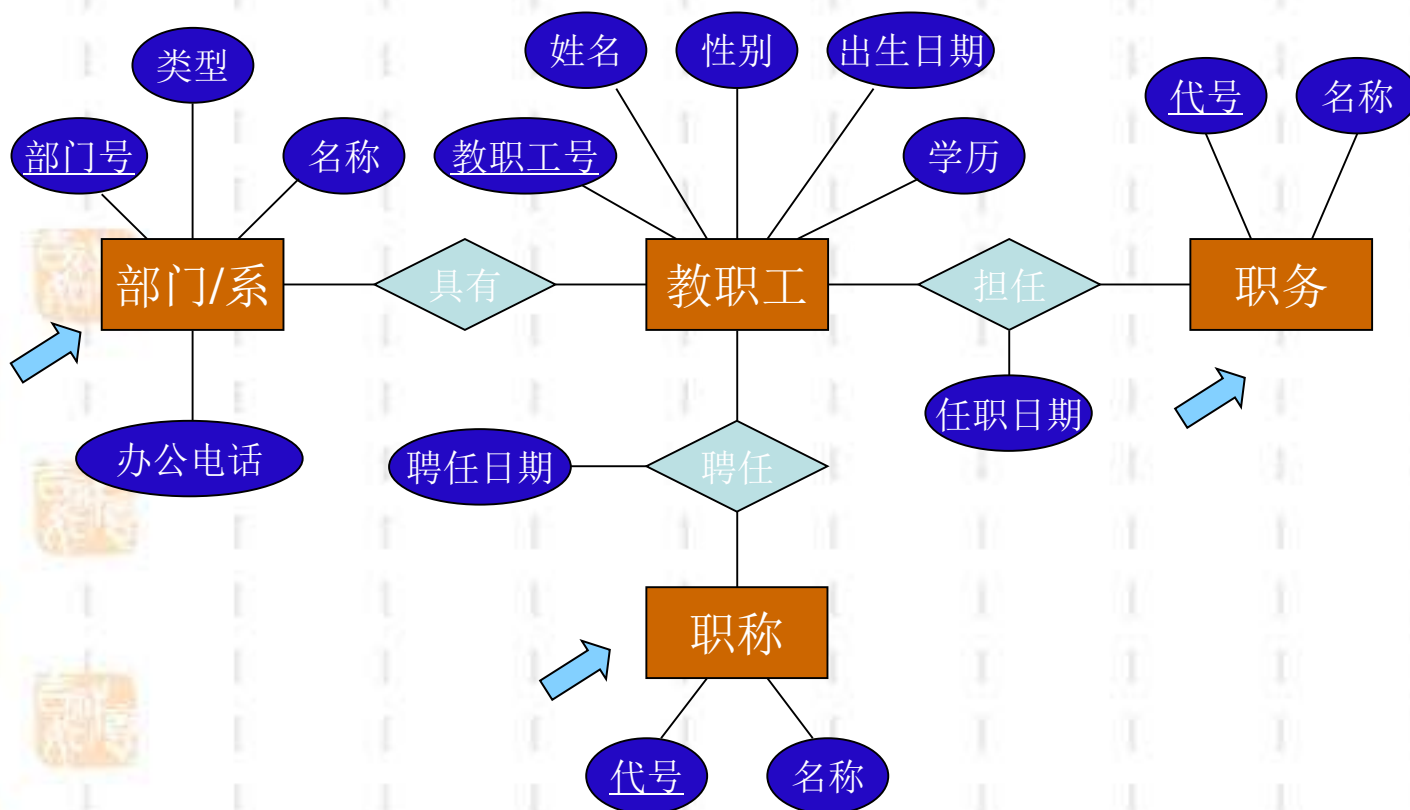 类型
姓名
性别
出生日期
代号
名称
部门号
名称
教职工号
学历
部门/系
具有
教职工
担任
职务
办公电话
聘任日期
聘任
任职日期
职称
代号
名称